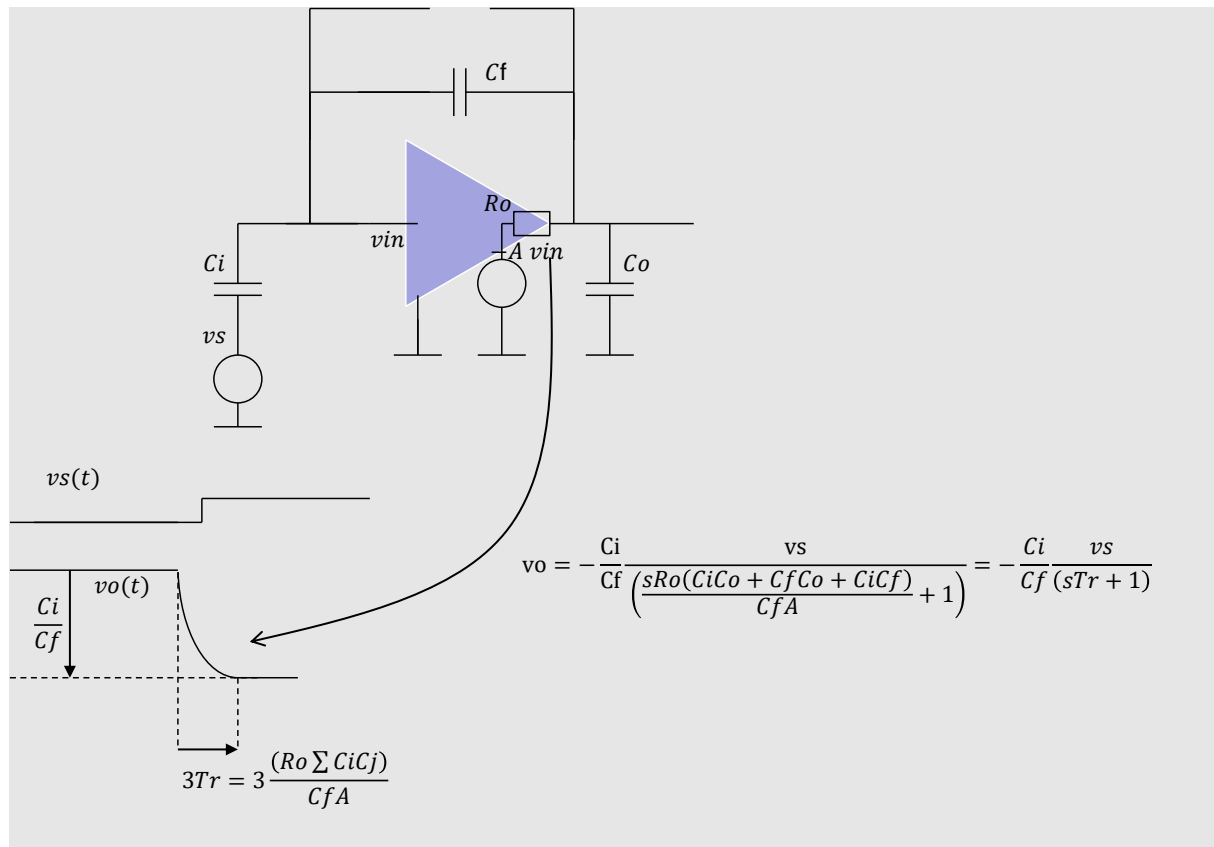 Cf
Ro
vin
−A vin
Ci
Co
vs
vs(t)
vo = −Ci/Cf vs/(sRo(CiCo + CfCo + CiCf)/CfA + 1) = −Ci/Cf vs/(sTr + 1)
vo(t)
Ci/Cf
3Tr = 3 (Ro ∑ CiCj)/CfA